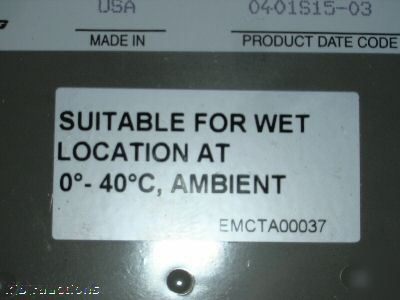 USA 0401S15-03
MADE IN PRODUCT DATE CODE
SUITABLE FOR WET
LOCATION AT
0°- 40°C, AMBIENT
EMCTA00037